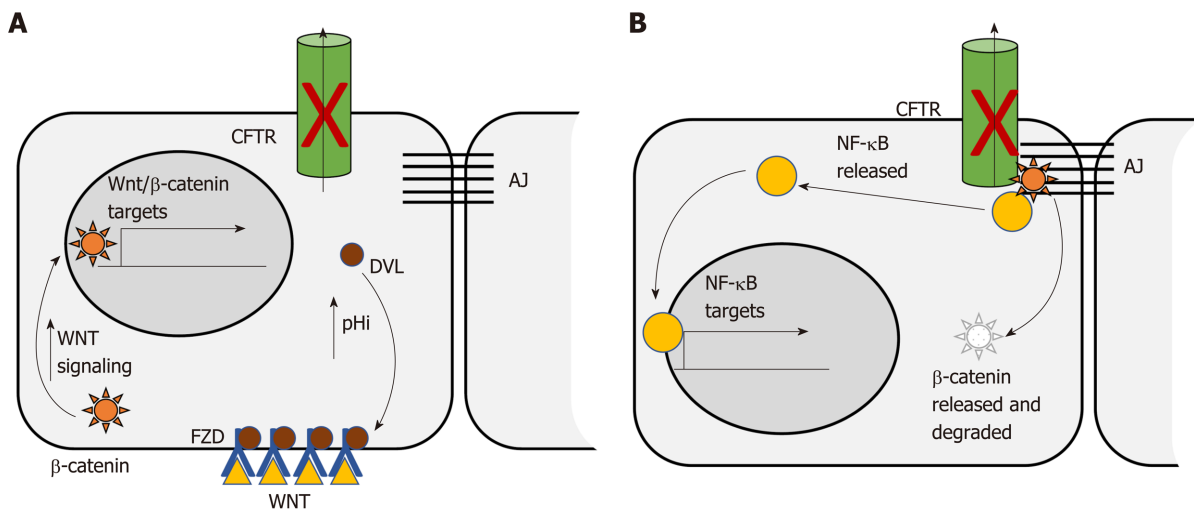 A
CFTR
Wnt/β-catenin
targets
AJ
DVL
pHi
WNT
signaling
FZD
β-catenin
WNT
B
CFTR
NF-κB
released
AJ
NF-κB
targets
β-catenin
released and
degraded